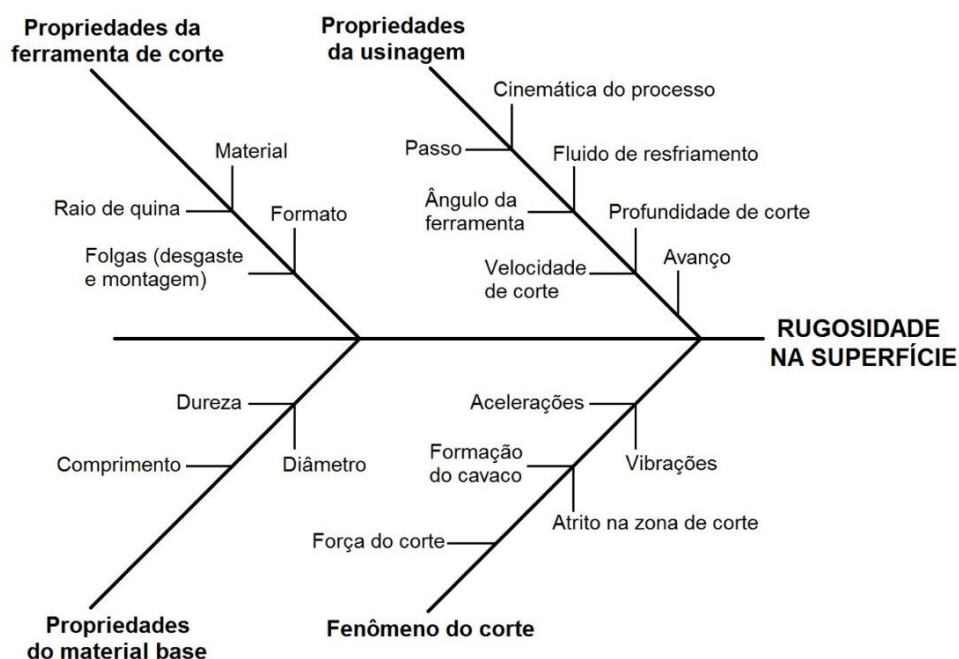 Propriedades da
ferramenta de corte
Propriedades
da usinagem
Cinemática do processo
Passo
Material
Fluido de resfriamento
Raio de quina
Formato
Ângulo da
ferramenta
Profundidade de corte
Folgas (desgaste
e montagem)
Velocidade
de corte
Avanço
RUGOSIDADE
NA SUPERFÍCIE
Dureza
Acelerações
Comprimento
Diâmetro
Formação
do cavaco
Vibrações
Atrito na zona de corte
Força do corte
Propriedades
do material base
Fenômeno do corte